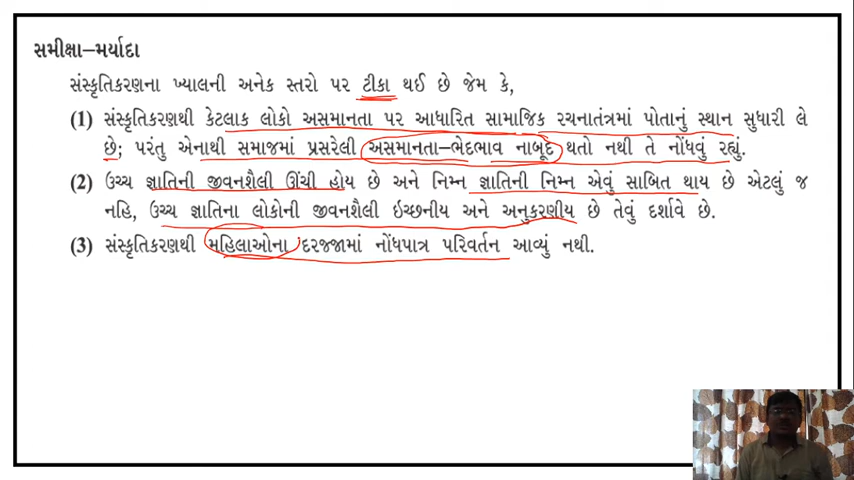 સમીક્ષા–મર્યાદા
સંસ્કૃતિકરણના ખ્યાલની અનેક સ્તરો પર ટીકા થઈ છે જેમ કે,
(1) સંસ્કૃતિકરણથી કેટલાક લોકો અસમાનતા પર આધારિત સામાજિક રચનાતંત્રમાં પોતાનું સ્થાન સુધારી લે
છે; પરંતુ એનાથી સમાજમાં પ્રસરેલી અસમાનતા–ભેદભાવ નાબૂદ થતો નથી તે નોંધવું રહ્યું.
(2) ઉચ્ચ જ્ઞાતિની જીવનશૈલી ઊંચી હોય છે અને નિમ્ન જ્ઞાતિની નિમ્ન એવું સાબિત થાય છે એટલું જ
નહિ, ઉચ્ચ જ્ઞાતિના લોકોની જીવનશૈલી ઇચ્છનીય અને અનુકરણીય છે તેવું દર્શાવે છે.
(3) સંસ્કૃતિકરણથી મહિલાઓના દરજ્જામાં નોંધપાત્ર પરિવર્તન આવ્યું નથી.